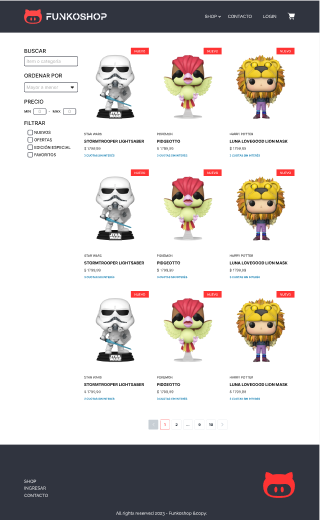 FUNKOSHOP
SHOP
CONTACTO
LOGIN
BUSCAR
Item o categoría
ORDENAR POR
Mayor a menor
PRECIO
MIN 0 - MAX 0
FILTRAR
NUEVOS
OFERTAS
EDICIÓN ESPECIAL
FAVORITOS
NUEVO
NUEVO
NUEVO
STAR WARS
STORMTROOPER LIGHTSABER
$ 1799,99
3 CUOTAS SIN INTERÉS
POKEMON
PIDGEOTTO
$ 1799,99
3 CUOTAS SIN INTERÉS
HARRY POTTER
LUNA LOVEGOOD LION MASK
$ 1799,99
3 CUOTAS SIN INTERÉS
NUEVO
NUEVO
NUEVO
STAR WARS
STORMTROOPER LIGHTSABER
$ 1799,99
3 CUOTAS SIN INTERÉS
POKEMON
PIDGEOTTO
$ 1799,99
3 CUOTAS SIN INTERÉS
HARRY POTTER
LUNA LOVEGOOD LION MASK
$ 1799,99
3 CUOTAS SIN INTERÉS
NUEVO
NUEVO
NUEVO
STAR WARS
STORMTROOPER LIGHTSABER
$ 1799,99
3 CUOTAS SIN INTERÉS
POKEMON
PIDGEOTTO
$ 1799,99
3 CUOTAS SIN INTERÉS
HARRY POTTER
LUNA LOVEGOOD LION MASK
$ 1799,99
3 CUOTAS SIN INTERÉS
1 2 ... 9 10
SHOP
INGRESAR
CONTACTO
All rights reserved 2023 - Funkoshop &copy;